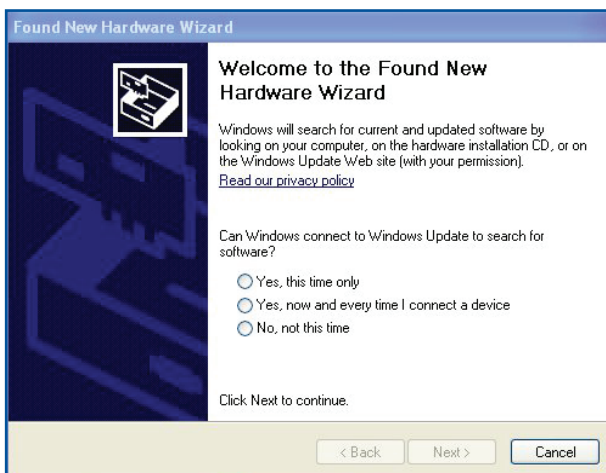 Found New Hardware Wizard
Welcome to the Found New
Hardware Wizard
Windows will search for current and updated software by
looking on your computer, on the hardware installation CD, or on
the Windows Update Web site (with your permission).
Read our privacy policy
Can Windows connect to Windows Update to search for
software?
Yes, this time only
Yes, now and every time I connect a device
No, not this time
Click Next to continue.
< Back
Next >
Cancel